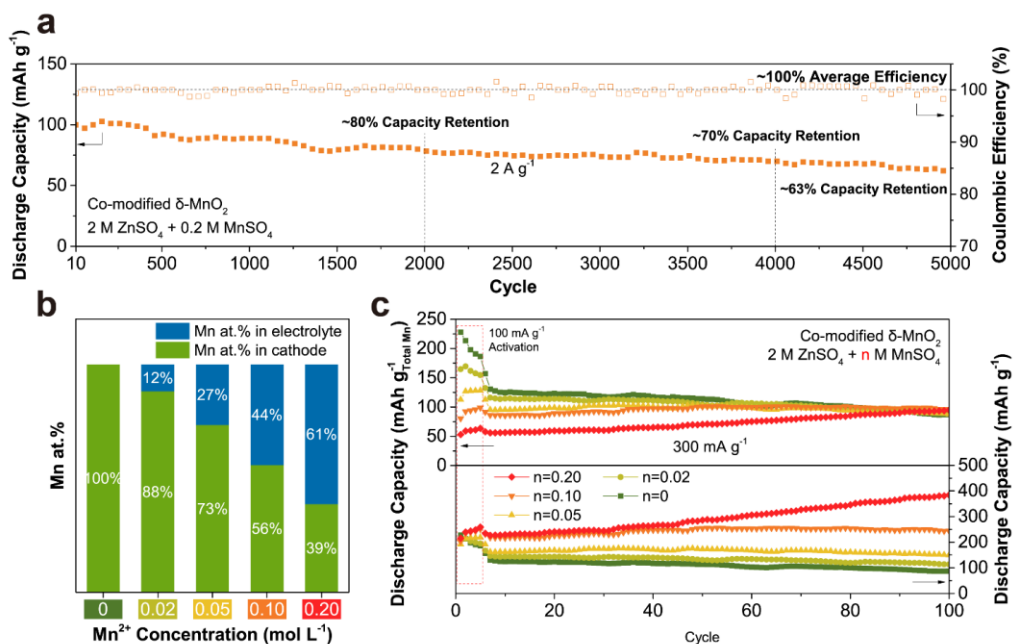 a
Discharge Capacity (mAh g⁻¹)
150
100
50
0
~100% Average Efficiency
~80% Capacity Retention
~70% Capacity Retention
2 A g⁻¹
~63% Capacity Retention
Co-modified δ-MnO₂
2 M ZnSO₄ + 0.2 M MnSO₄
100
90
80
70
Coulombic Efficiency (%)
10
500
1000
1500
2000
2500
3000
3500
4000
4500
5000
Cycle
b
Mn at.% in electrolyte
Mn at.% in cathode
Mn at.%
12%
27%
44%
61%
100%
88%
73%
56%
39%
0
0.02
0.05
0.10
0.20
Mn²⁺ Concentration (mol L⁻¹)
c
Discharge Capacity (mAh g⁻¹Total Mn)
250
200
150
100
50
0
100 mA g⁻¹
Activation
Co-modified δ-MnO₂
2 M ZnSO₄ + n M MnSO₄
300 mA g⁻¹
n=0.20
n=0.02
n=0.10
n=0
n=0.05
500
400
300
200
100
0
Discharge Capacity (mAh g⁻¹)
0
20
40
60
80
100
Cycle